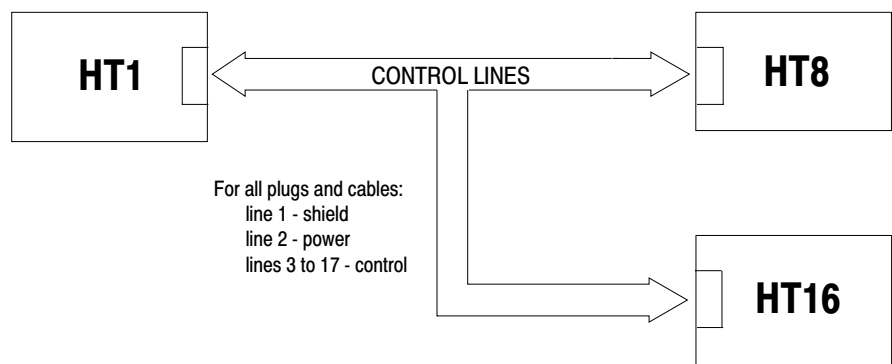 HT1
CONTROL LINES
HT8
For all plugs and cables:
line 1 - shield
line 2 - power
lines 3 to 17 - control
HT16